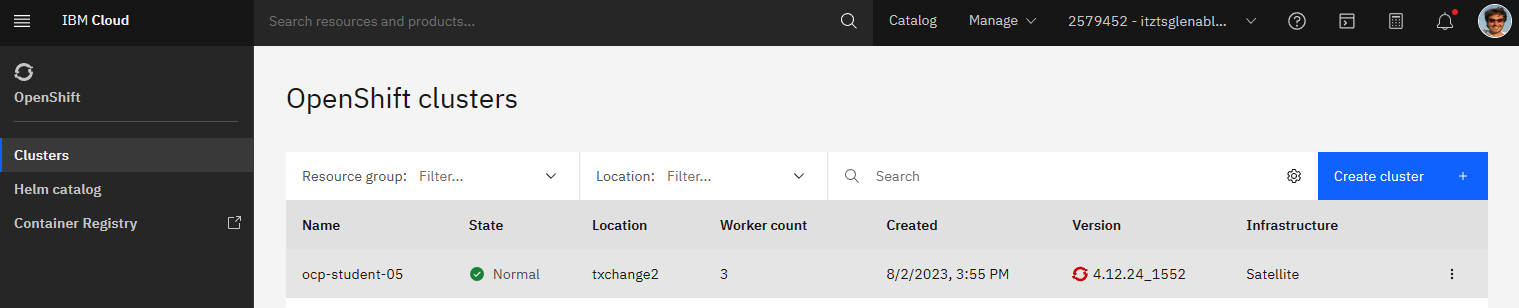 IBM Cloud
Search resources and products...
Catalog
Manage
2579452 - itztsglenabl...
OpenShift
Clusters
Helm catalog
Container Registry
OpenShift clusters
Resource group: Filter...
Location: Filter...
Search
Create cluster +
Name State Location Worker count Created Version Infrastructure
ocp-student-05 Normal txchange2 3 8/2/2023, 3:55 PM 4.12.24_1552 Satellite